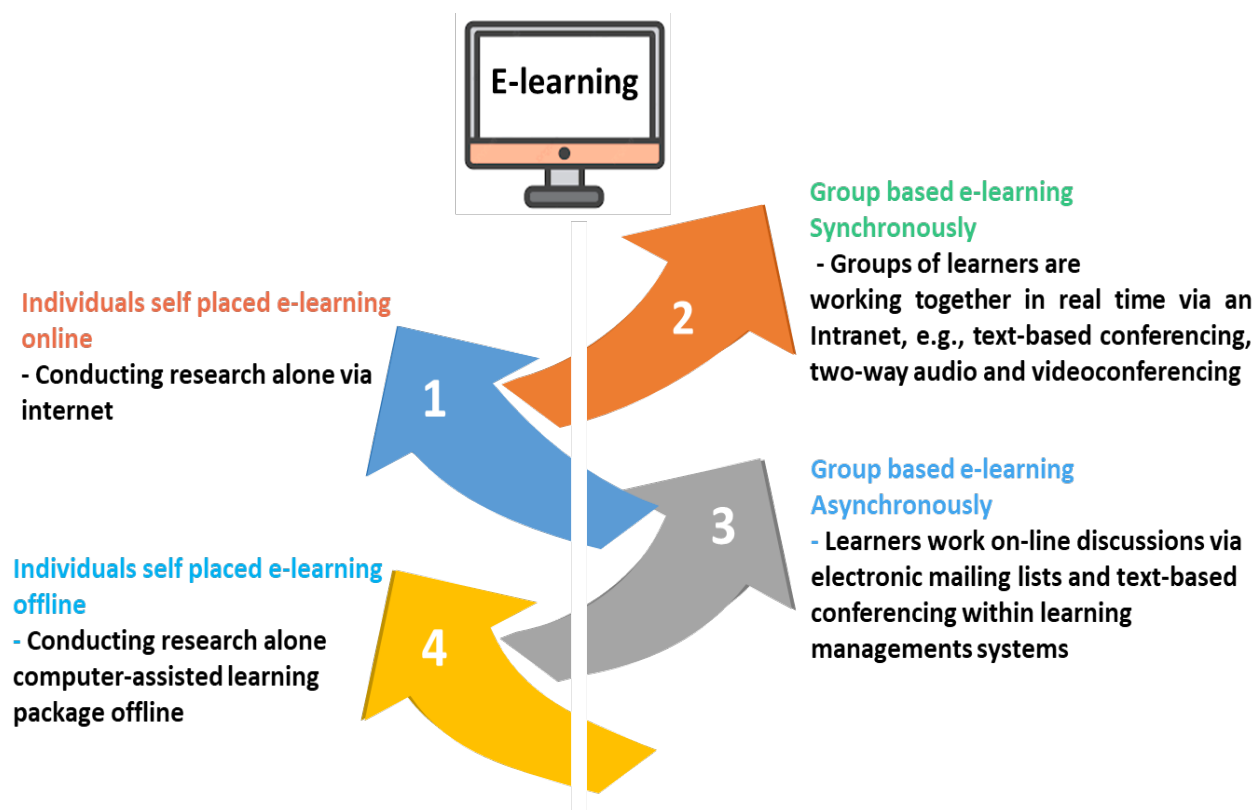 E-learning
Individuals self placed e-learning
online
- Conducting research alone via
internet
1
2
Group based e-learning
Synchronously
- Groups of learners are
working together in real time via an
Intranet, e.g., text-based conferencing,
two-way audio and videoconferencing
3
Group based e-learning
Asynchronously
- Learners work on-line discussions via
electronic mailing lists and text-based
conferencing within learning
managements systems
Individuals self placed e-learning
offline
- Conducting research alone
computer-assisted learning
package offline
4